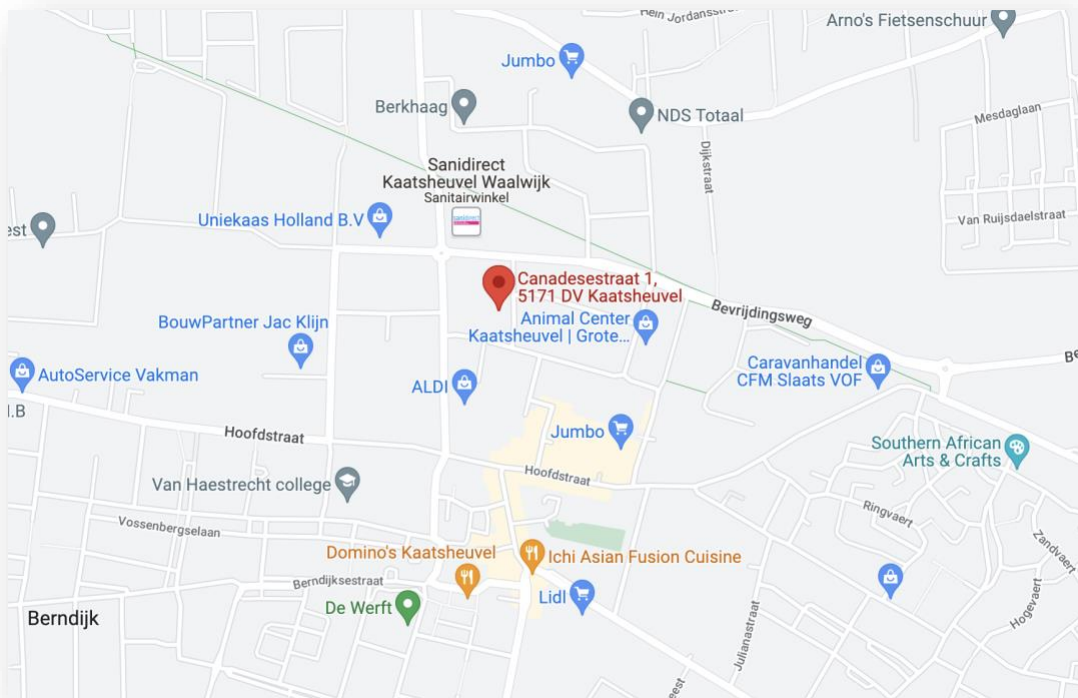 Hein Jordansstraat
Arno's Fietsenschuur
Jumbo
Berkhaag
NDS Totaal
Mesdaglaan
Dijkstraat
Sanidirect
Kaatsheuvel Waalwijk
Sanitairwinkel
Uniekaas Holland B.V
Van Ruijsdaelstraat
est
Canadesestraat 1,
5171 DV Kaatsheuvel
Bevrijdingsweg
Animal Center
Kaatsheuvel | Grote...
BouwPartner Jac Klijn
Be
Caravanhandel
CFM Slaats VOF
AutoService Vakman
ALDI
I.B
Hoofdstraat
Jumbo
Southern African
Arts & Crafts
Hoofdstraat
Van Haestrecht college
Ringvaert
Vossenbergselaan
Zandvaert
Domino's Kaatsheuvel
Ichi Asian Fusion Cuisine
Berndijksestraat
Lidl
De Werft
Hogevaert
Berndijk
Julianastraat
eest